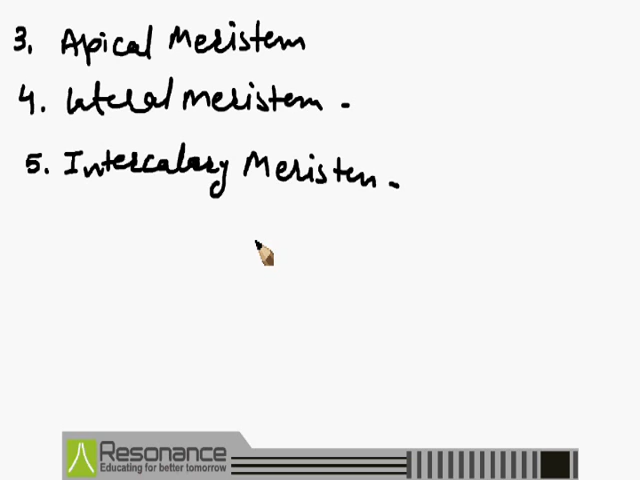 3. Apical Meristem
4. lateral Meristem -
5. Intercalary Meristem -
Resonance
Educating for better tomorrow